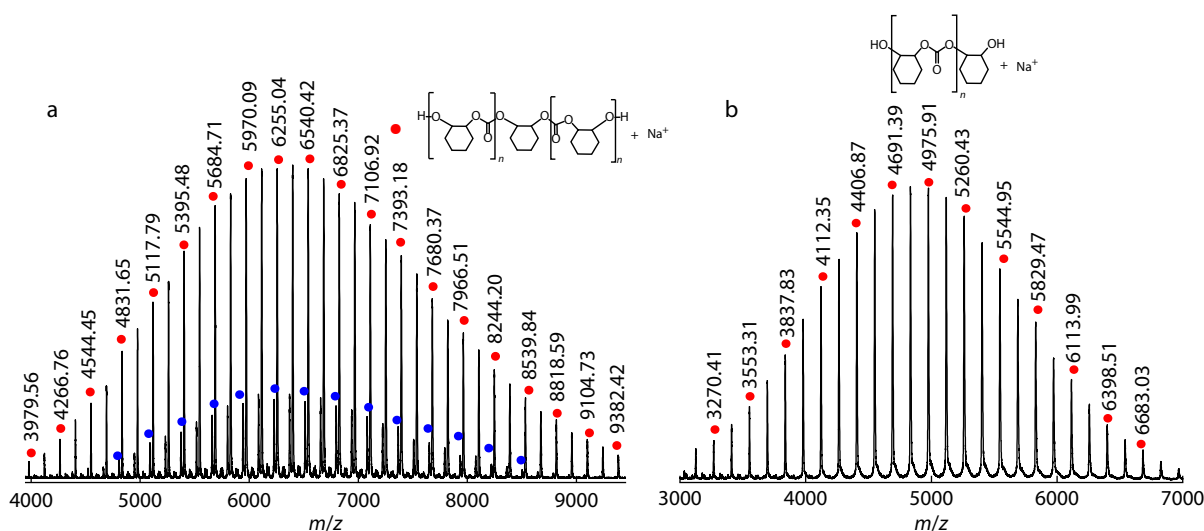 a
3979.56
4266.76
4544.45
4831.65
5117.79
5395.48
5684.71
5970.09
6255.04
6540.42
6825.37
7106.92
7393.18
7680.37
7966.51
8244.20
8539.84
8818.59
9104.73
9382.42
H O O O O O O O O O H
n n
+ Na+
4000 5000 6000 7000 8000 9000
m/z
b
3270.41
3553.31
3837.83
4112.35
4406.87
4691.39
4975.91
5260.43
5544.95
5829.47
6113.99
6398.51
6683.03
HO O O OH
O
n
+ Na+
3000 4000 5000 6000 7000
m/z